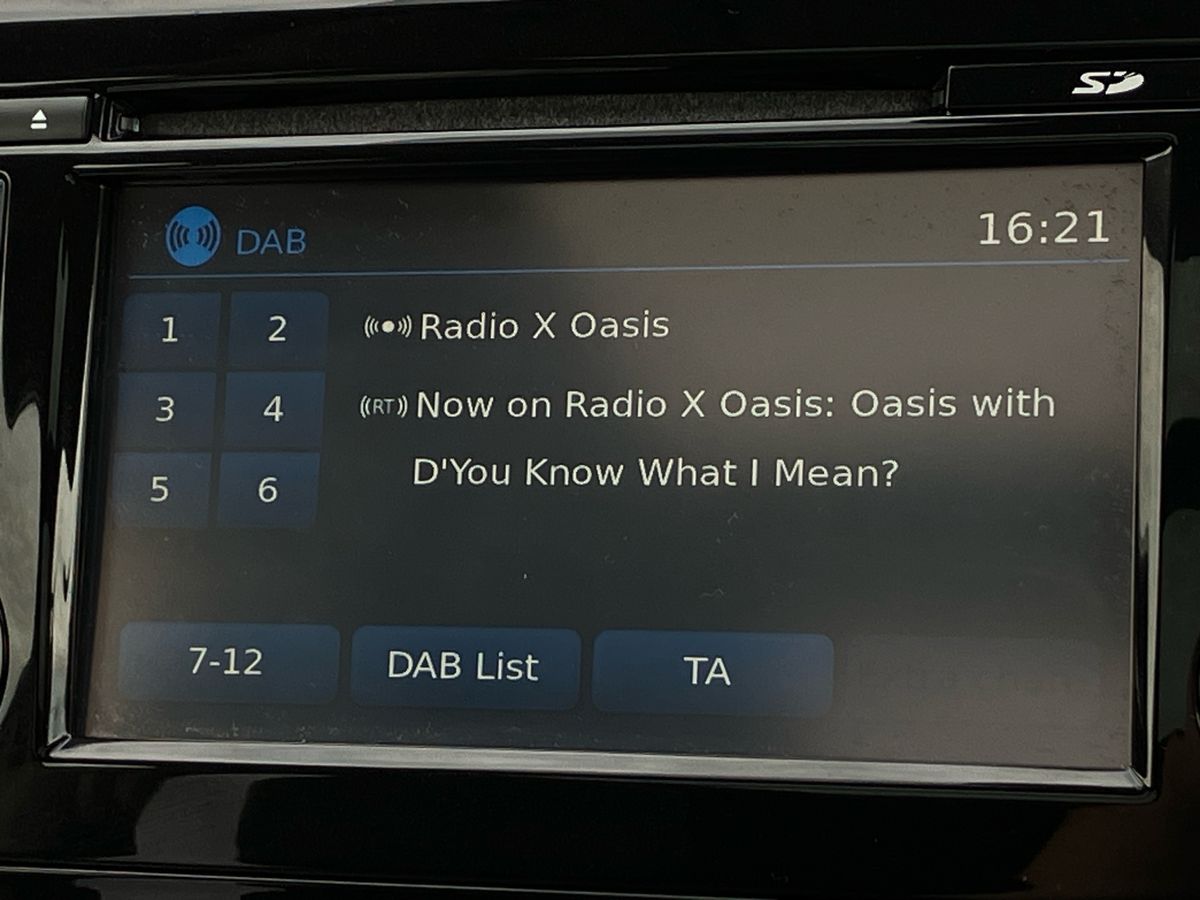 SD
DAB
16:21
1 2
3 4
5 6
Radio X Oasis
RT Now on Radio X Oasis: Oasis with
D'You Know What I Mean?
7-12 DAB List TA